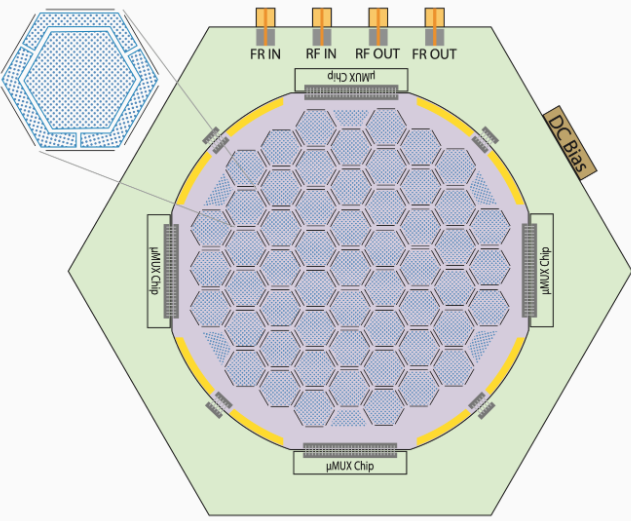 FR IN RF IN RF OUT FR OUT
µMUX Chip
DC Bias
µMUX Chip
µMUX Chip
µMUX Chip